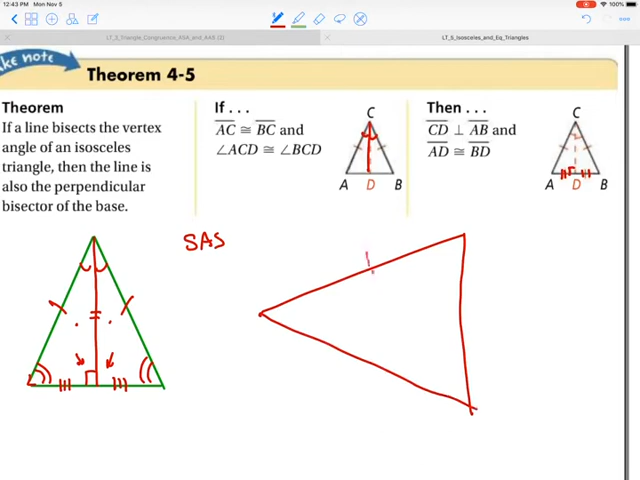 12:43 PM Mon Nov 5
100%
LT_3_Triangle_Congruence_ASA_and_AAS
LT_5_Isosceles_and_Eq_Triangles
ke note
Theorem 4-5
Theorem
If a line bisects the vertex
angle of an isosceles
triangle, then the line is
also the perpendicular
bisector of the base.
If . . .
AC ≅ BC and
∠ACD ≅ ∠BCD
C
A D B
Then . . .
CD ⊥ AB and
AD ≅ BD
C
A D B
SAS